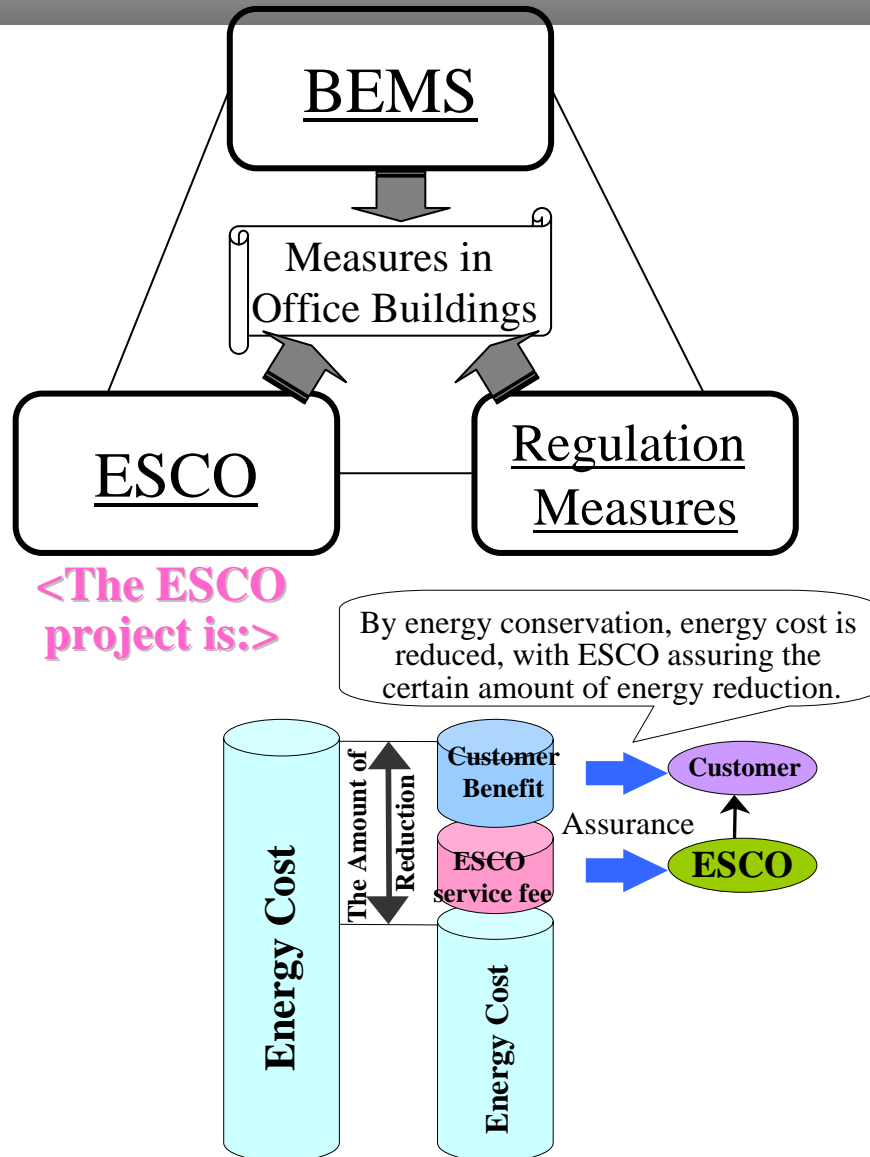 BEMS
Measures in
Office Buildings
ESCO
Regulation
Measures
<The ESCO
project is:>
By energy conservation, energy cost is
reduced, with ESCO assuring the
certain amount of energy reduction.
Energy Cost
The Amount of
Reduction
Customer
Benefit
ESCO
service fee
Energy Cost
Assurance
Customer
ESCO